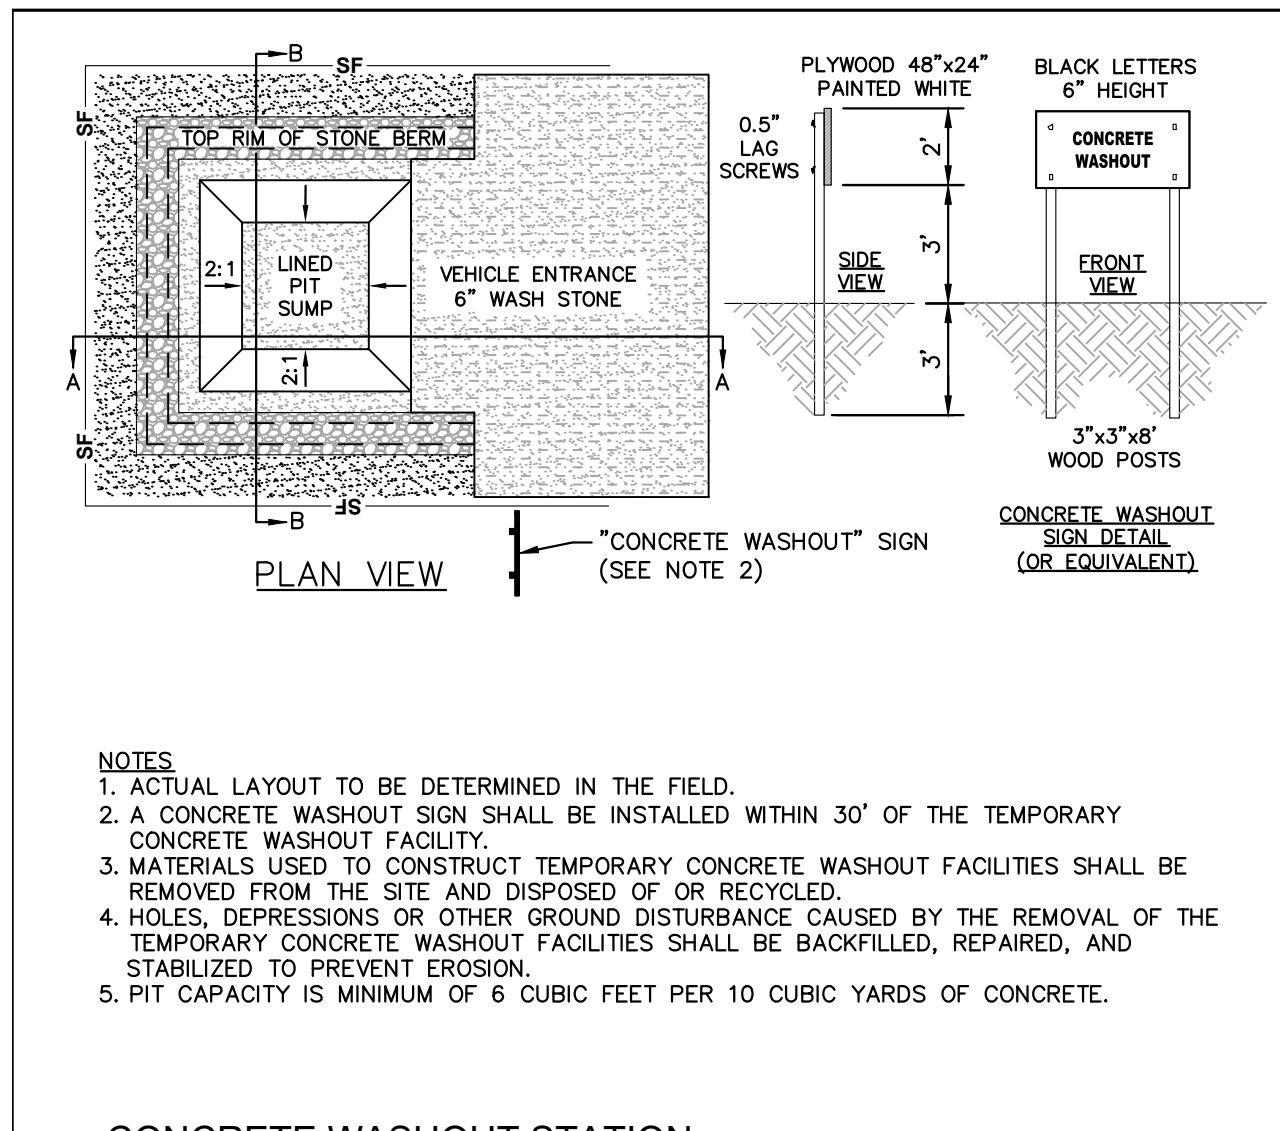 B
SF
SF
TOP RIM OF STONE BERM
2:1
LINED
PIT
SUMP
VEHICLE ENTRANCE
6" WASH STONE
2:1
A
A
SF
SF
B
PLAN VIEW
"CONCRETE WASHOUT" SIGN
(SEE NOTE 2)
PLYWOOD 48"x24"
PAINTED WHITE
0.5"
LAG
SCREWS
2'
3'
3'
SIDE
VIEW
BLACK LETTERS
6" HEIGHT
CONCRETE
WASHOUT
FRONT
VIEW
3"x3"x8'
WOOD POSTS
CONCRETE WASHOUT
SIGN DETAIL
(OR EQUIVALENT)
NOTES
1. ACTUAL LAYOUT TO BE DETERMINED IN THE FIELD.
2. A CONCRETE WASHOUT SIGN SHALL BE INSTALLED WITHIN 30' OF THE TEMPORARY
CONCRETE WASHOUT FACILITY.
3. MATERIALS USED TO CONSTRUCT TEMPORARY CONCRETE WASHOUT FACILITIES SHALL BE
REMOVED FROM THE SITE AND DISPOSED OF OR RECYCLED.
4. HOLES, DEPRESSIONS OR OTHER GROUND DISTURBANCE CAUSED BY THE REMOVAL OF THE
TEMPORARY CONCRETE WASHOUT FACILITIES SHALL BE BACKFILLED, REPAIRED, AND
STABILIZED TO PREVENT EROSION.
5. PIT CAPACITY IS MINIMUM OF 6 CUBIC FEET PER 10 CUBIC YARDS OF CONCRETE.
CONCRETE WASHOUT STATION